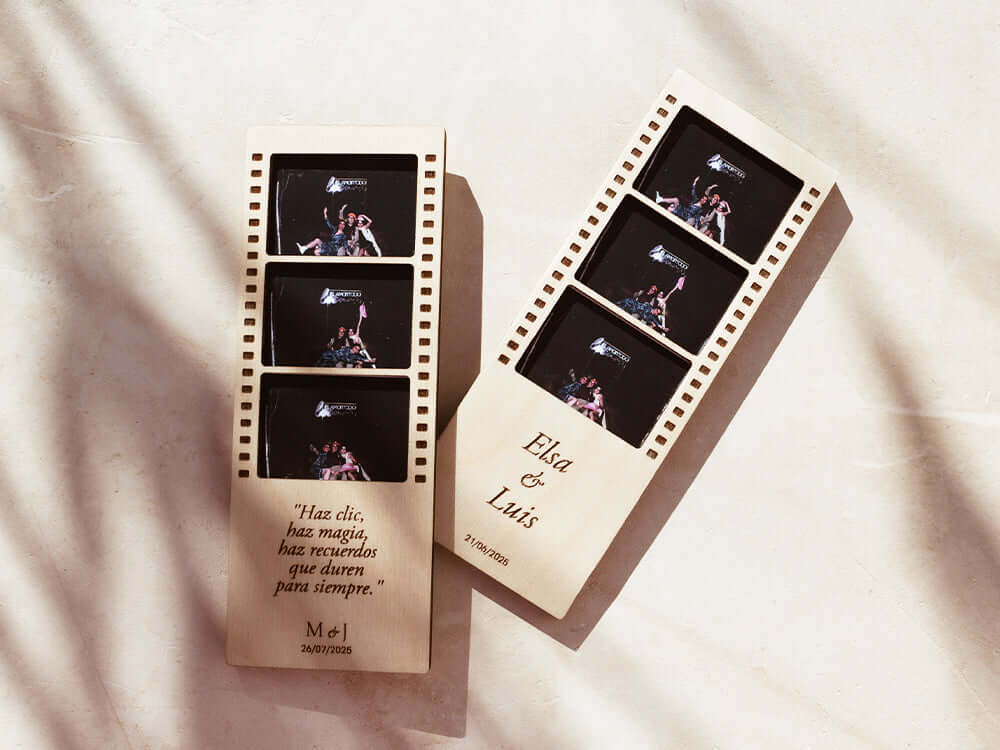 "Haz clic,
haz magia,
haz recuerdos
que duren
para siempre."
M & J
26/07/2025
Elsa
&
Luis
21/06/2025